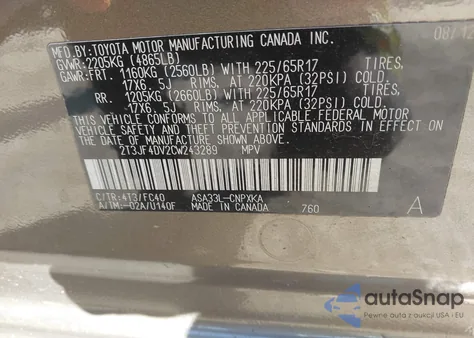 MFD.BY:TOYOTA MOTOR MANUFACTURING CANADA INC.
08/12
GVWR:2205KG (4865LB)
GAWR:FRT. 1160KG (2560LB) WITH 225/65R17 TIRES,
17X6.5J RIMS, AT 220KPA (32PSI) COLD.
RR. 1205KG (2660LB) WITH 225/65R17 TIRES,
17X6.5J RIMS, AT 220KPA (32PSI) COLD.
THIS VEHICLE CONFORMS TO ALL APPLICABLE FEDERAL MOTOR
VEHICLE SAFETY STANDARDS IN EFFECT ON
THE DATE OF MANUFACTURE SHOWN ABOVE.
2T3JF4DV2CW243289 MPV
C/TR:4T3/FC40 ASA33L-CNPXKA
A/TM:-02A/U140F MADE IN CANADA 760 A
autoSnap
Pewne auta z USA i EU